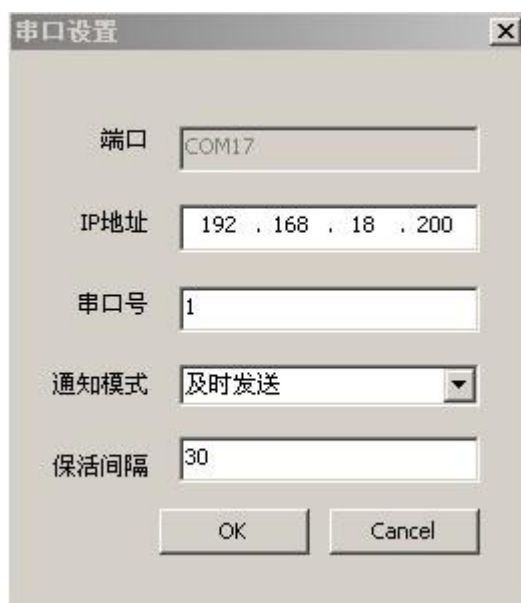 串口设置
端口 COM17
IP地址 192 . 168 . 18 . 200
串口号 1
通知模式 及时发送
保活间隔 30
OK Cancel